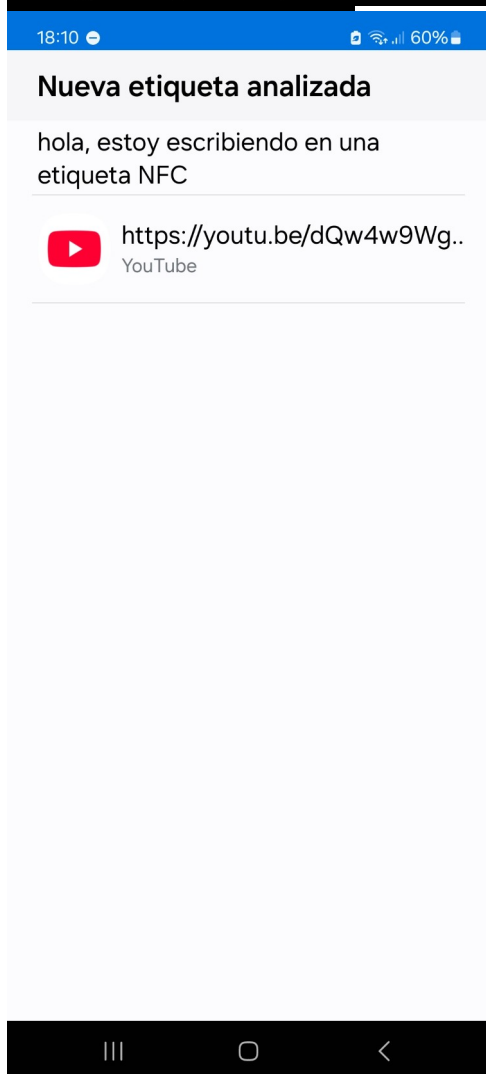 18:10
60%
Nueva etiqueta analizada
hola, estoy escribiendo en una
etiqueta NFC
https://youtu.be/dQw4w9Wg..
YouTube